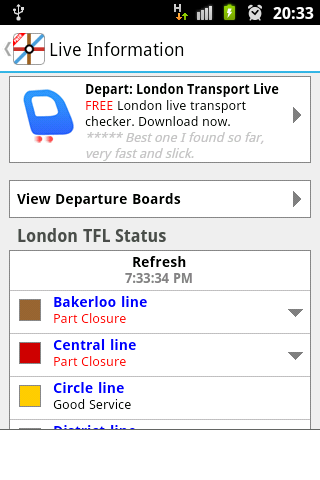 H
20:33
Live Information
Depart: London Transport Live
FREE London live transport
checker. Download now.
***** Best one I found so far,
very fast and slick.
View Departure Boards
London TFL Status
Refresh
7:33:34 PM
Bakerloo line
Part Closure
Central line
Part Closure
Circle line
Good Service
District line